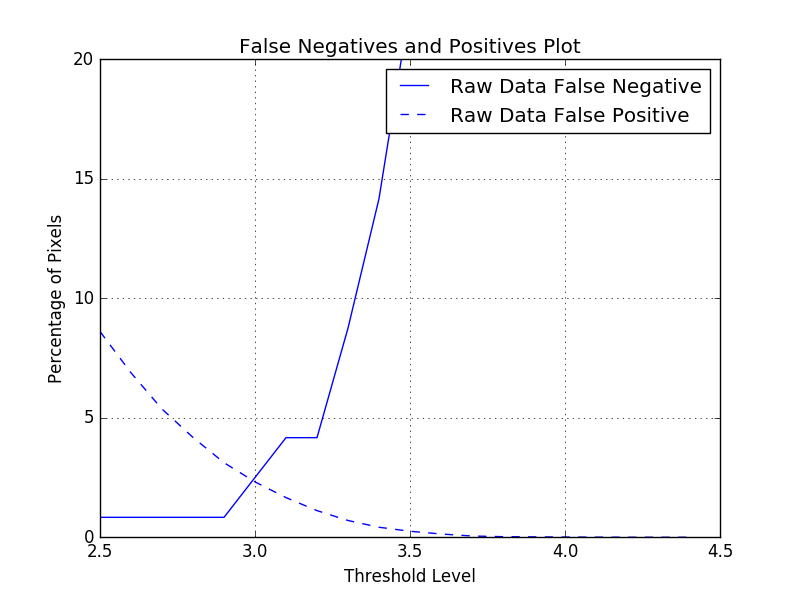 False Negatives and Positives Plot
Raw Data False Negative
Raw Data False Positive
Percentage of Pixels
20
15
10
5
0
2.5 3.0 3.5 4.0 4.5
Threshold Level